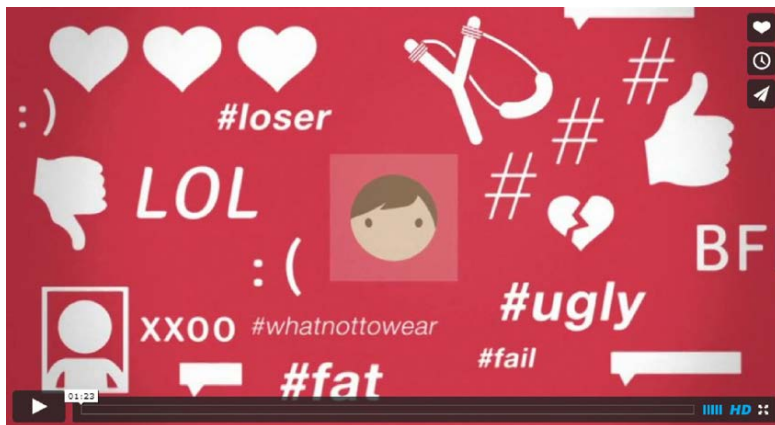 #loser
:)
#
#
LOL
#
BF
:(
#ugly
XXOO
#whatnottowear
#fail
#fat
01:23
HD